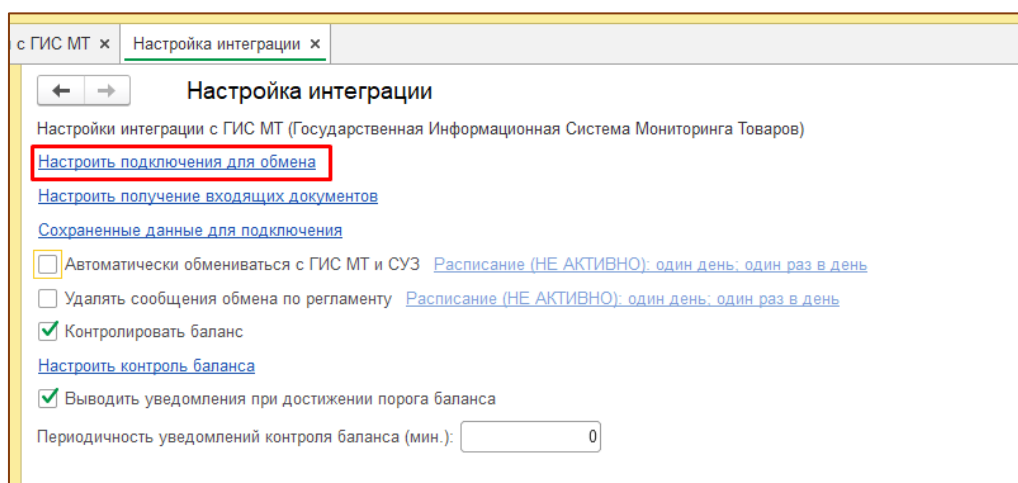 с ГИС МТ × Настройка интеграции ×
← → Настройка интеграции
Настройки интеграции с ГИС МТ (Государственная Информационная Система Мониторинга Товаров)
Настроить подключения для обмена
Настроить получение входящих документов
Сохраненные данные для подключения
Автоматически обмениваться с ГИС МТ и СУЗ Расписание (НЕ АКТИВНО): один день; один раз в день
Удалять сообщения обмена по регламенту Расписание (НЕ АКТИВНО): один день; один раз в день
Контролировать баланс
Настроить контроль баланса
Выводить уведомления при достижении порога баланса
Периодичность уведомлений контроля баланса (мин.): 0